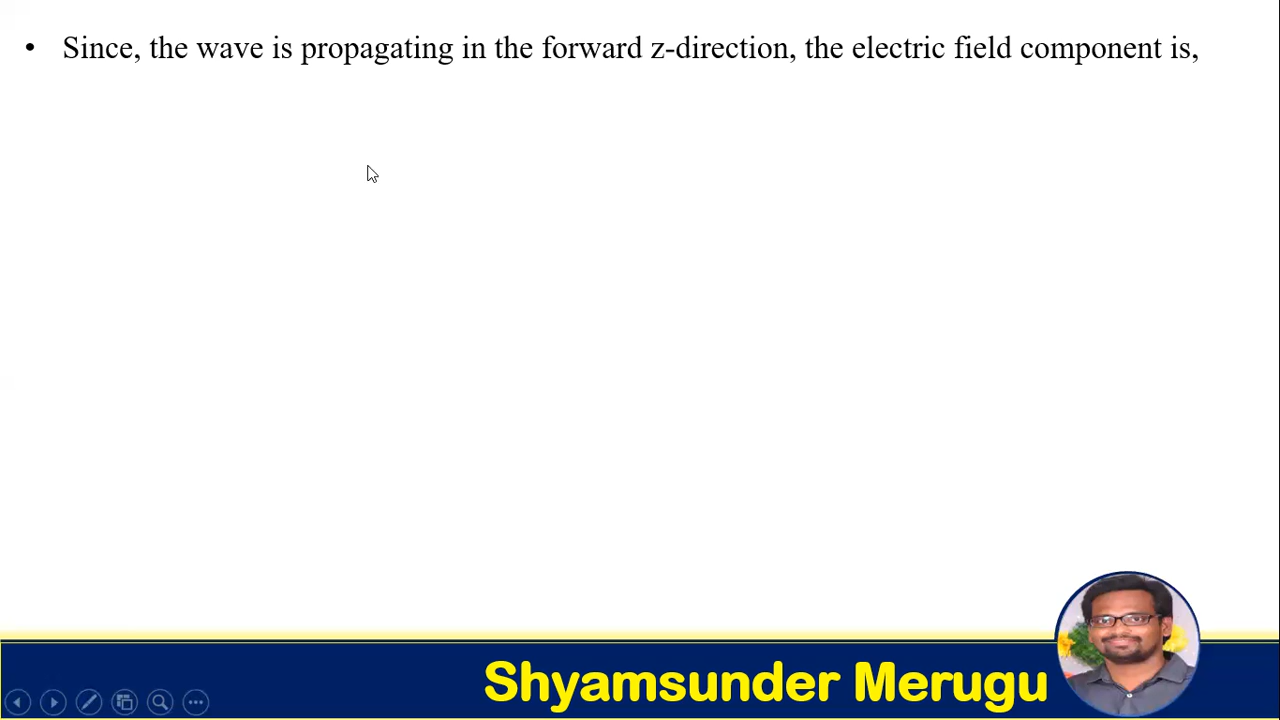 • Since, the wave is propagating in the forward z-direction, the electric field component is,
Shyamsunder Merugu